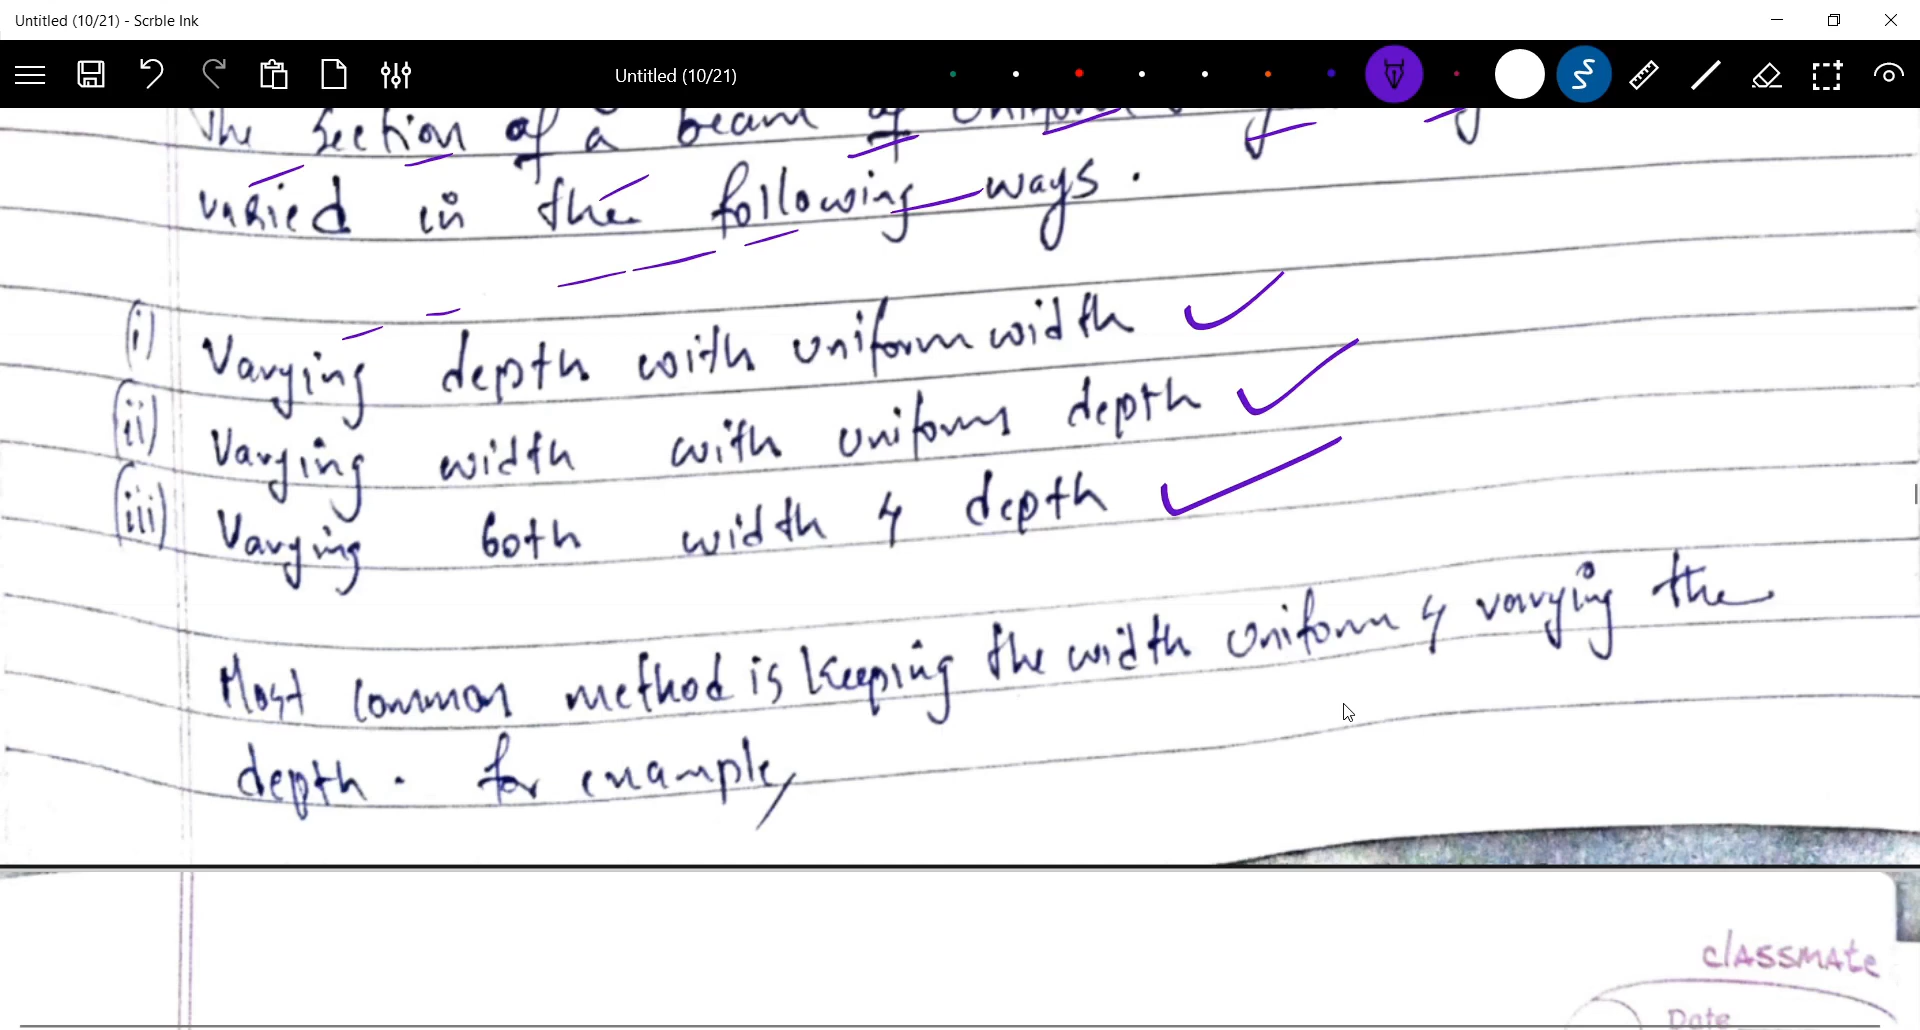 Untitled (10/21) - Scrble Ink
Untitled (10/21)
The section of a beam of uniform
varied in the following ways.
(i) Varying depth with uniform width
(ii) Varying width with uniform depth
(iii) Varying both width & depth
Most common method is keeping the width uniform & varying the
depth. for example,
classmate
Date